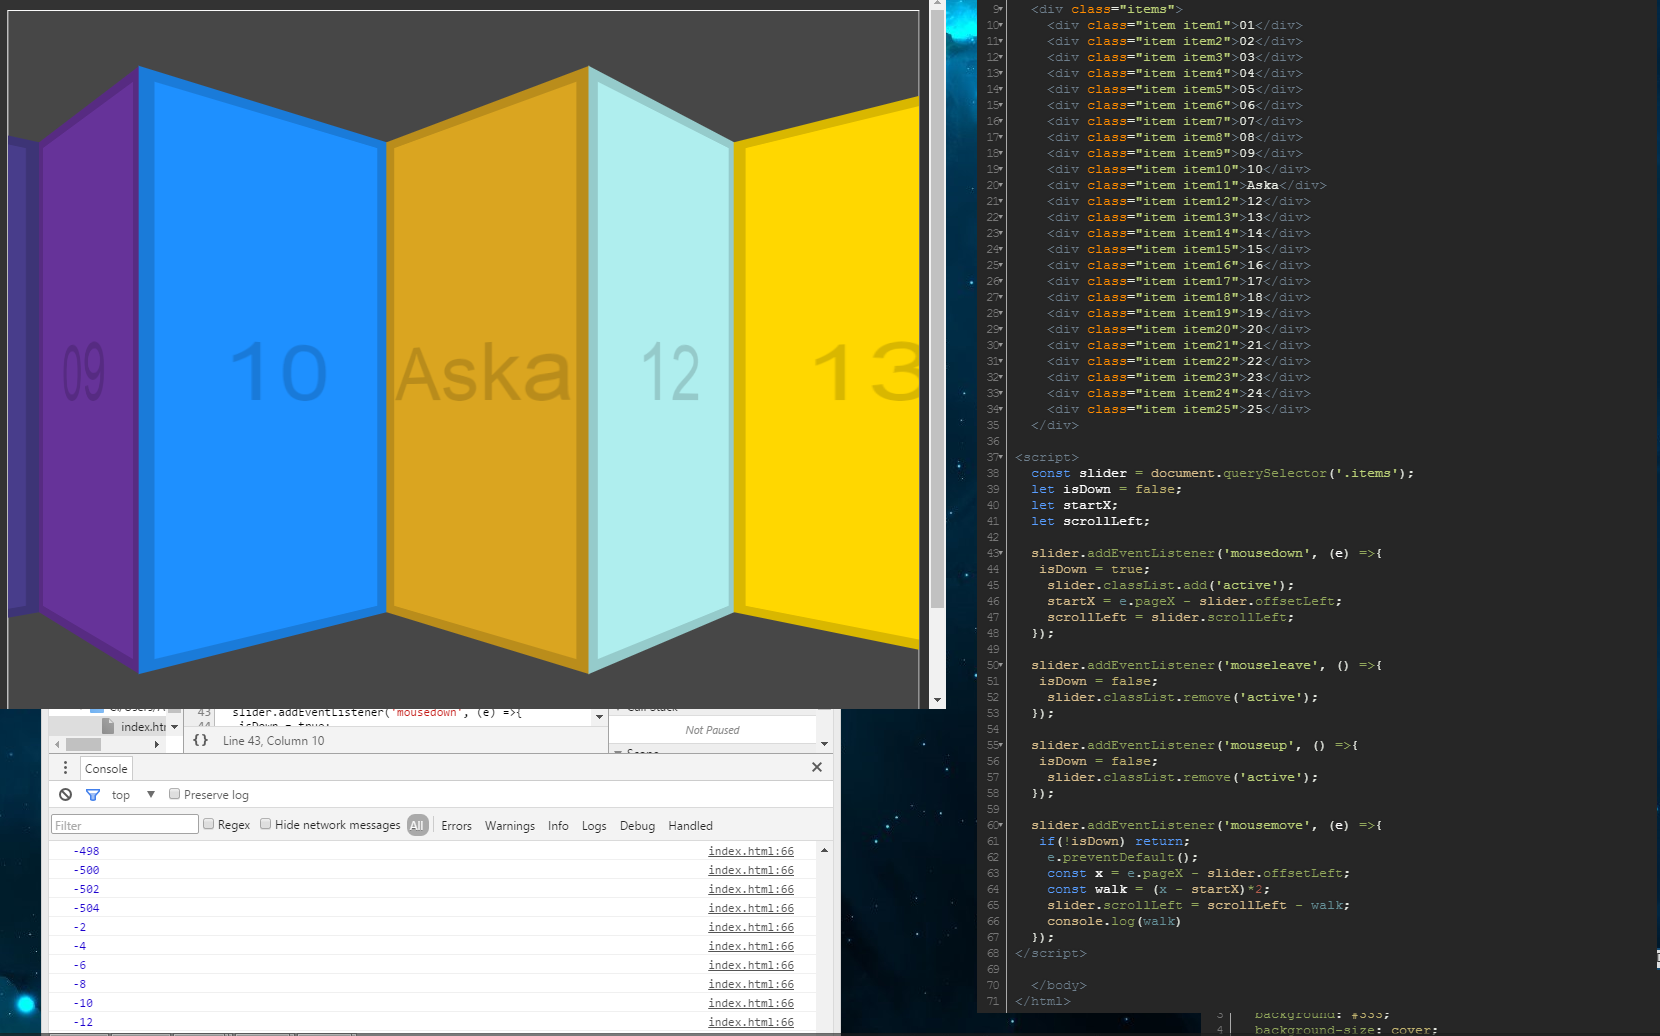 09
10
Aska
12
13
9 <div class="items">
10 <div class="item item1">01</div>
11 <div class="item item2">02</div>
12 <div class="item item3">03</div>
13 <div class="item item4">04</div>
14 <div class="item item5">05</div>
15 <div class="item item6">06</div>
16 <div class="item item7">07</div>
17 <div class="item item8">08</div>
18 <div class="item item9">09</div>
19 <div class="item item10">10</div>
20 <div class="item item11">Aska</div>
21 <div class="item item12">12</div>
22 <div class="item item13">13</div>
23 <div class="item item14">14</div>
24 <div class="item item15">15</div>
25 <div class="item item16">16</div>
26 <div class="item item17">17</div>
27 <div class="item item18">18</div>
28 <div class="item item19">19</div>
29 <div class="item item20">20</div>
30 <div class="item item21">21</div>
31 <div class="item item22">22</div>
32 <div class="item item23">23</div>
33 <div class="item item24">24</div>
34 <div class="item item25">25</div>
35 </div>
36
37 <script>
38 const slider = document.querySelector('.items');
39 let isDown = false;
40 let startX;
41 let scrollLeft;
42
43 slider.addEventListener('mousedown', (e) =>{
44 isDown = true;
45 slider.classList.add('active');
46 startX = e.pageX - slider.offsetLeft;
47 scrollLeft = slider.scrollLeft;
48 });
49
50 slider.addEventListener('mouseleave', () =>{
51 isDown = false;
52 slider.classList.remove('active');
53 });
54
55 slider.addEventListener('mouseup', () =>{
56 isDown = false;
57 slider.classList.remove('active');
58 });
59
60 slider.addEventListener('mousemove', (e) =>{
61 if(!isDown) return;
62 e.preventDefault();
63 const x = e.pageX - slider.offsetLeft;
64 const walk = (x - startX)*2;
65 slider.scrollLeft = scrollLeft - walk;
66 console.log(walk)
67 });
68 </script>
69
70 </body>
71 </html>
3 background: #333;
4 background-size: cover;
43 slider.addEventListener('mousedown', (e) =>{
44 isDown = true;
index.htm
{} Line 43, Column 10
Call Stack
Not Paused
Scope
Console
top Preserve log
Filter Regex Hide network messages All Errors Warnings Info Logs Debug Handled
-498 index.html:66
-500 index.html:66
-502 index.html:66
-504 index.html:66
-2 index.html:66
-4 index.html:66
-6 index.html:66
-8 index.html:66
-10 index.html:66
-12 index.html:66